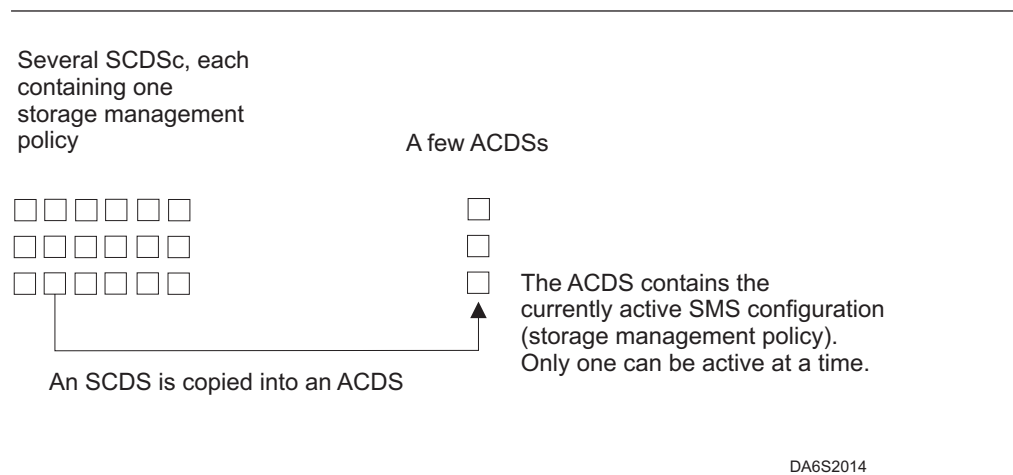 Several SCDSc, each
containing one
storage management
policy
A few ACDSs
The ACDS contains the
currently active SMS configuration
(storage management policy).
Only one can be active at a time.
An SCDS is copied into an ACDS
DA6S2014